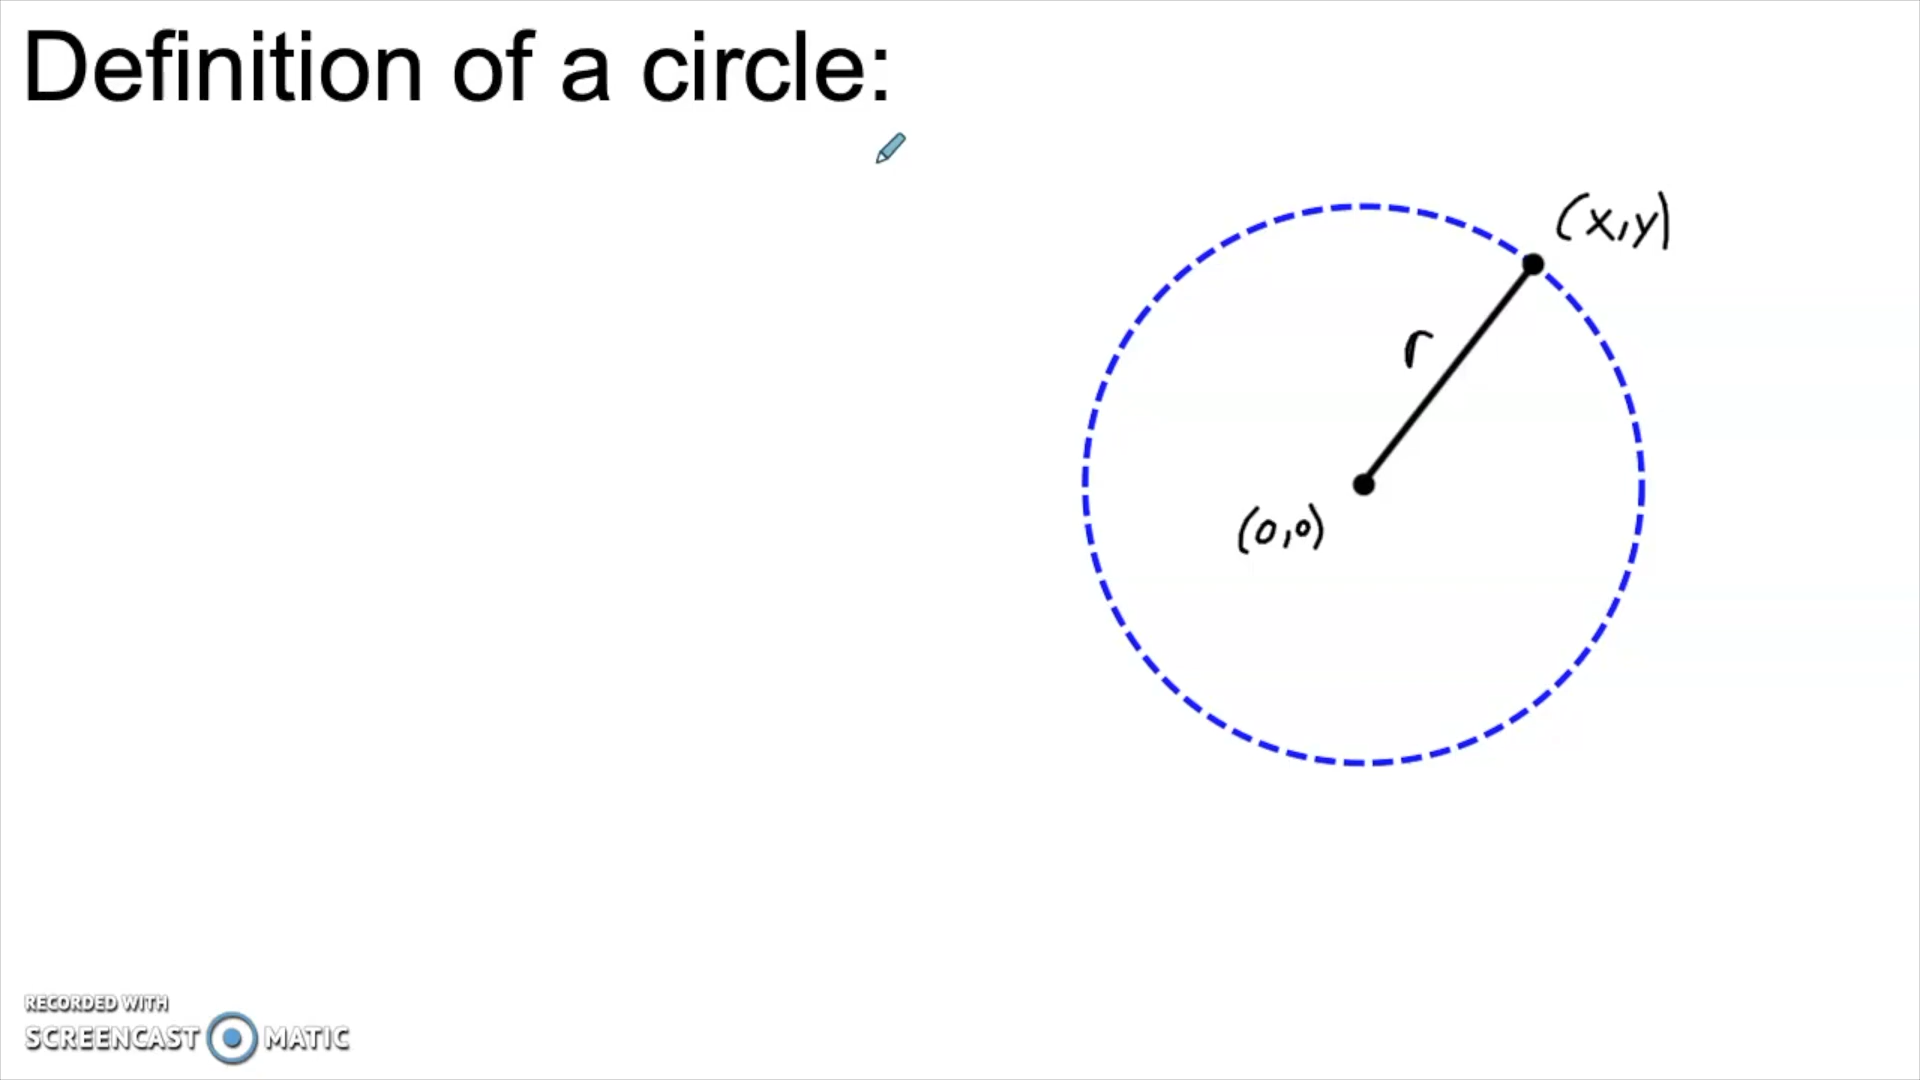 Definition of a circle:
(x,y)
r
(0,0)
RECORDED WITH
SCREENCAST MATIC